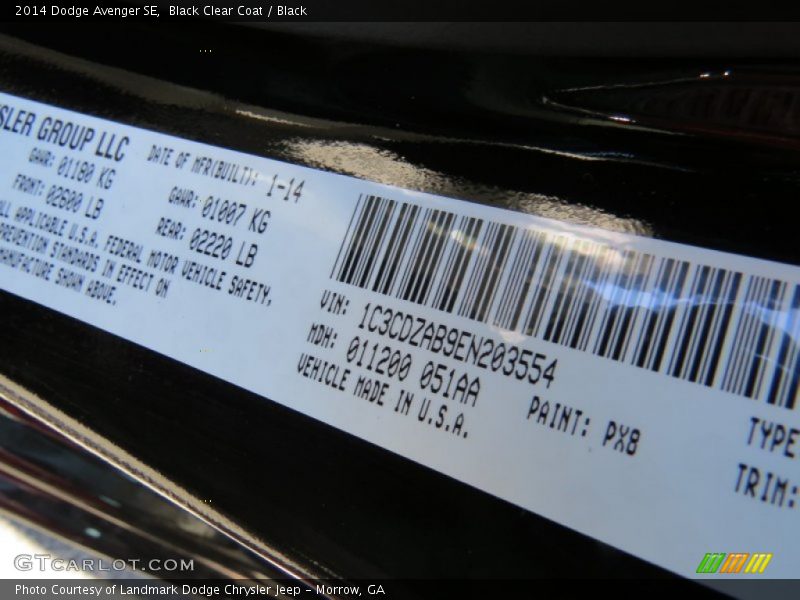 2014 Dodge Avenger SE,  Black Clear Coat / Black
SLER GROUP LLC
DATE OF MFR(BUILT): 1-14
GAWR: 01180 KG
GAWR: 01007 KG
FRONT: 02600 LB
REAR: 02220 LB
ALL APPLICABLE U.S.A. FEDERAL MOTOR VEHICLE SAFETY,
PREVENTION STANDARDS IN EFFECT ON
MANUFACTURE SHOWN ABOVE.
VIN: 1C3CDZAB9EN203554
MDH: 011200 051AA
PAINT: PX8
VEHICLE MADE IN U.S.A.
TYPE
TRIM:
GTCARLOT.COM
Photo Courtesy of Landmark Dodge Chrysler Jeep – Morrow, GA